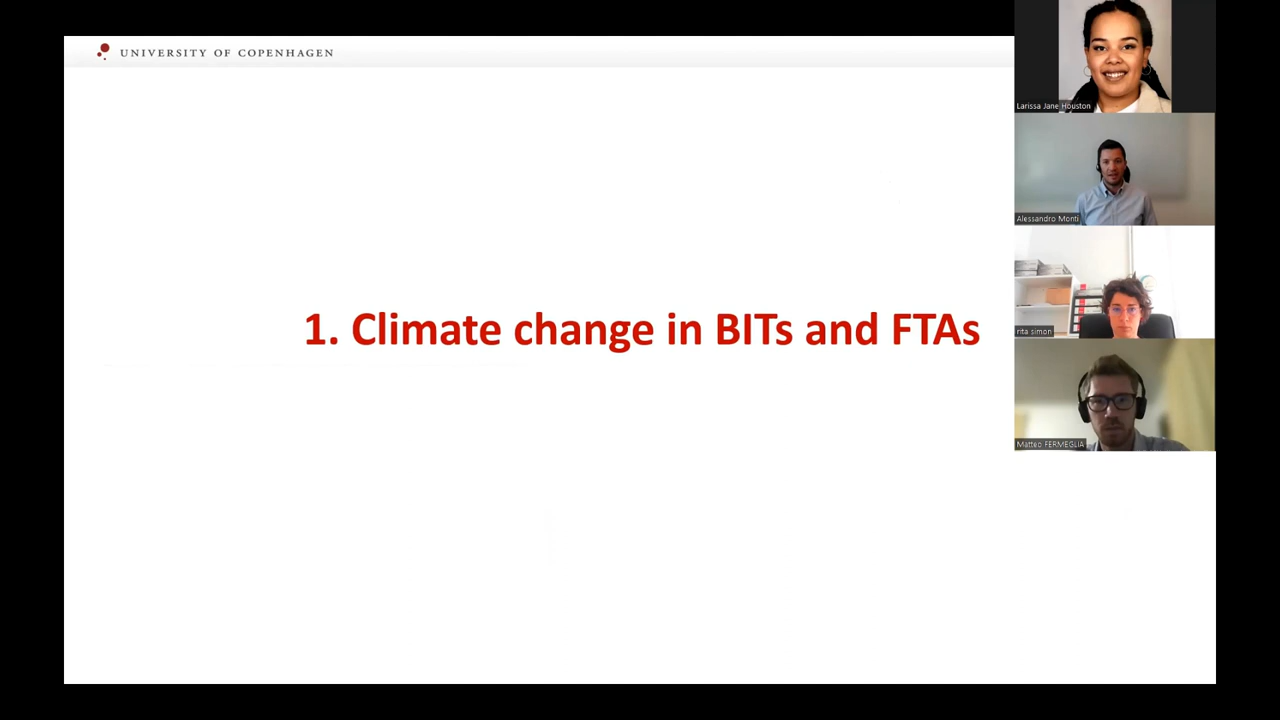 UNIVERSITY OF COPENHAGEN
1. Climate change in BITs and FTAs
Larissa Jane Houston
Alessandro Monti
rita simon
Matteo FERMEGLIA